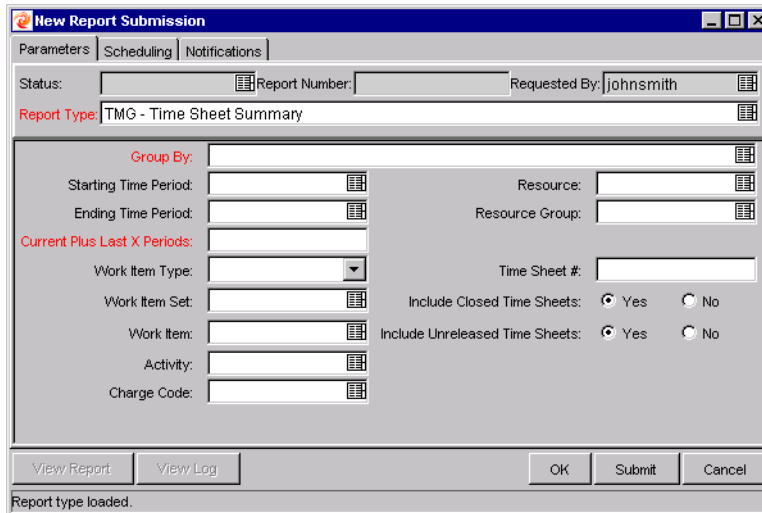 New Report Submission
Parameters Scheduling Notifications
Status: Report Number: Requested By: johnsmith
Report Type: TMG - Time Sheet Summary
Group By:
Starting Time Period: Resource:
Ending Time Period: Resource Group:
Current Plus Last X Periods:
Work Item Type: Time Sheet #:
Work Item Set: Include Closed Time Sheets: Yes No
Work Item: Include Unreleased Time Sheets: Yes No
Activity:
Charge Code:
View Report View Log OK Submit Cancel
Report type loaded.